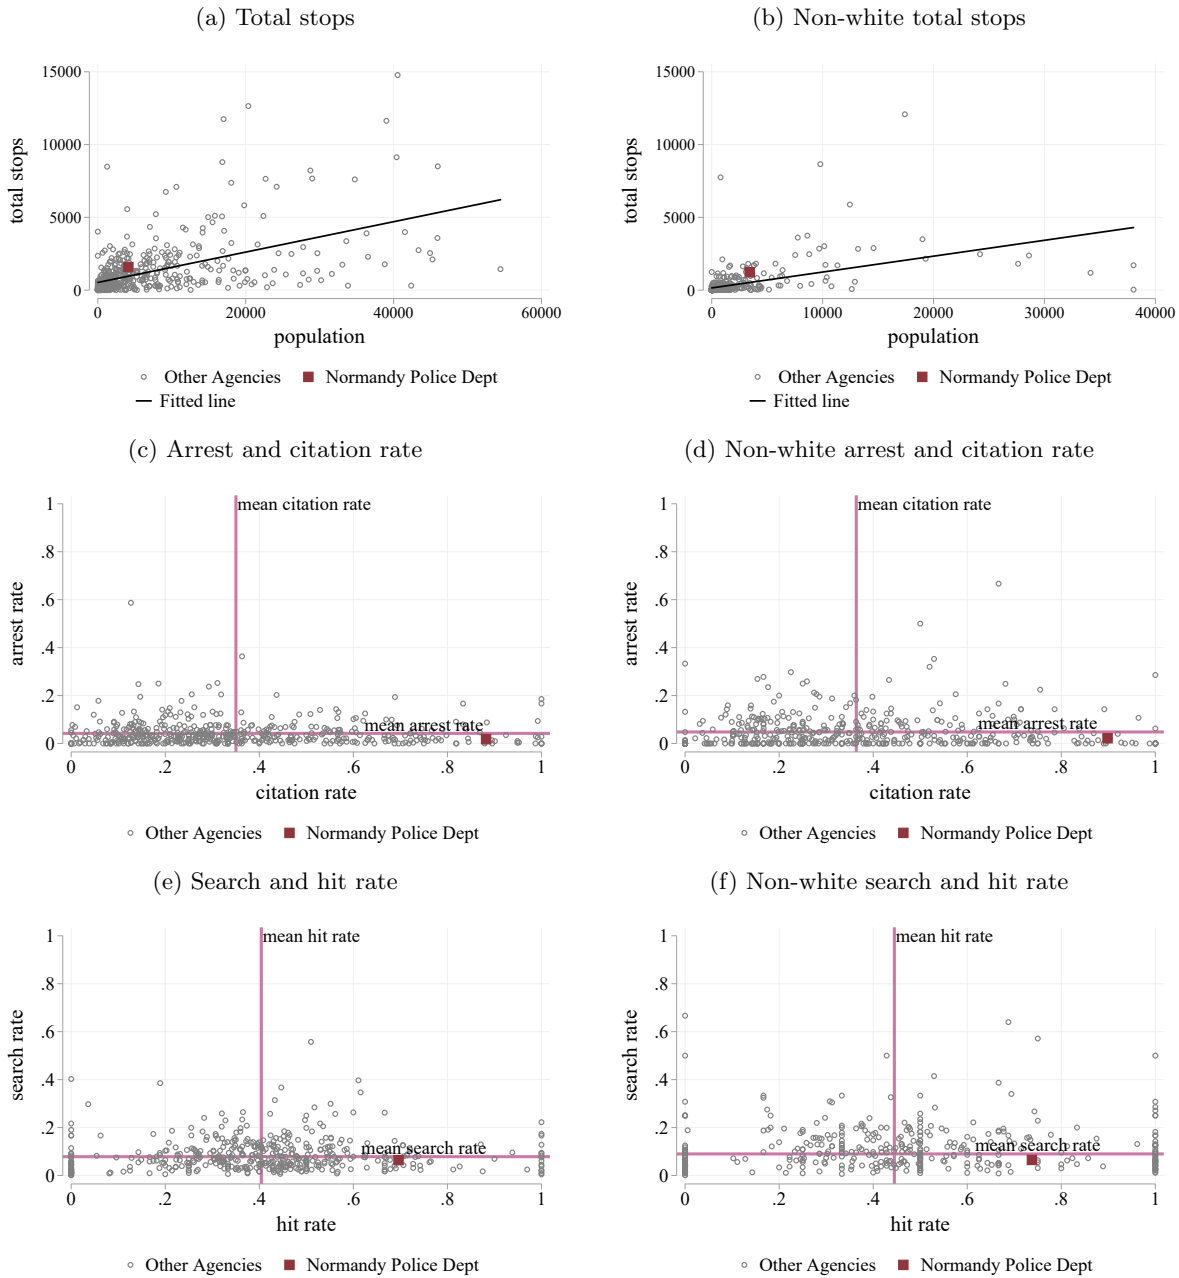 (a) Total stops
(b) Non-white total stops
15000
10000
5000
0
total stops
0 20000 40000 60000
population
Other Agencies Normandy Police Dept
Fitted line
15000
10000
5000
0
total stops
0 10000 20000 30000 40000
population
Other Agencies Normandy Police Dept
Fitted line
(c) Arrest and citation rate
(d) Non-white arrest and citation rate
mean citation rate
1
.8
.6
.4
.2
0
arrest rate
mean arrest rate
0 .2 .4 .6 .8 1
citation rate
Other Agencies Normandy Police Dept
mean citation rate
1
.8
.6
.4
.2
0
arrest rate
mean arrest rate
0 .2 .4 .6 .8 1
citation rate
Other Agencies Normandy Police Dept
(e) Search and hit rate
(f) Non-white search and hit rate
mean hit rate
1
.8
.6
.4
.2
0
search rate
mean search rate
0 .2 .4 .6 .8 1
hit rate
Other Agencies Normandy Police Dept
mean hit rate
1
.8
.6
.4
.2
0
search rate
mean search rate
0 .2 .4 .6 .8 1
hit rate
Other Agencies Normandy Police Dept